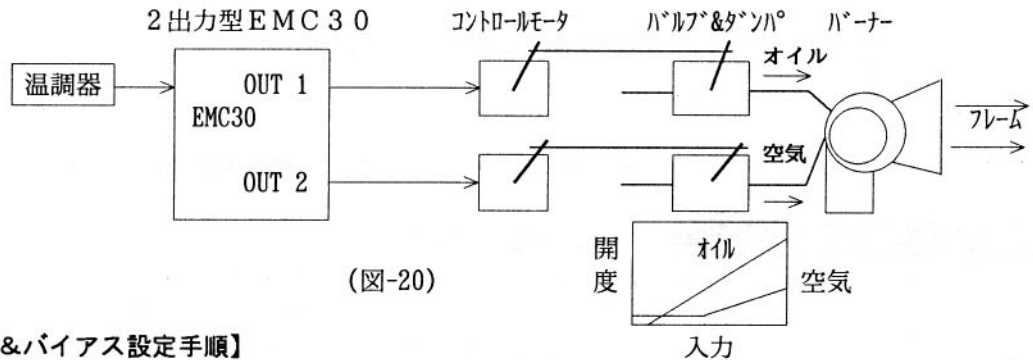 2出力型EMC30
コントロールモータ
バルブ&ダンパ°
バーナー
温調器
OUT 1
EMC30
OUT 2
オイル
空気
フレーム
開度
オイル
空気
入力
(図-20)
&バイアス設定手順】